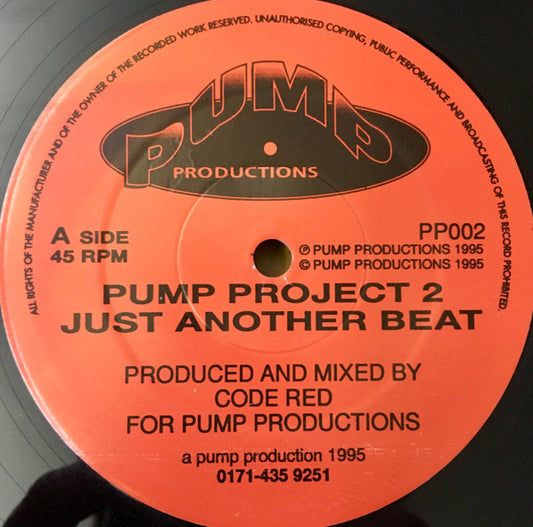 ALL RIGHTS OF THE MANUFACTURER AND OF THE OWNER OF THE RECORDED WORK RESERVED, UNAUTHORISED COPYING, PUBLIC PERFORMANCE AND BROADCASTING OF THIS RECORD PROHIBITED.
PUMP
PRODUCTIONS
A SIDE
45 RPM
PP002
℗ PUMP PRODUCTIONS 1995
© PUMP PRODUCTIONS 1995
PUMP PROJECT 2
JUST ANOTHER BEAT
PRODUCED AND MIXED BY
CODE RED
FOR PUMP PRODUCTIONS
a pump production 1995
0171-435 9251